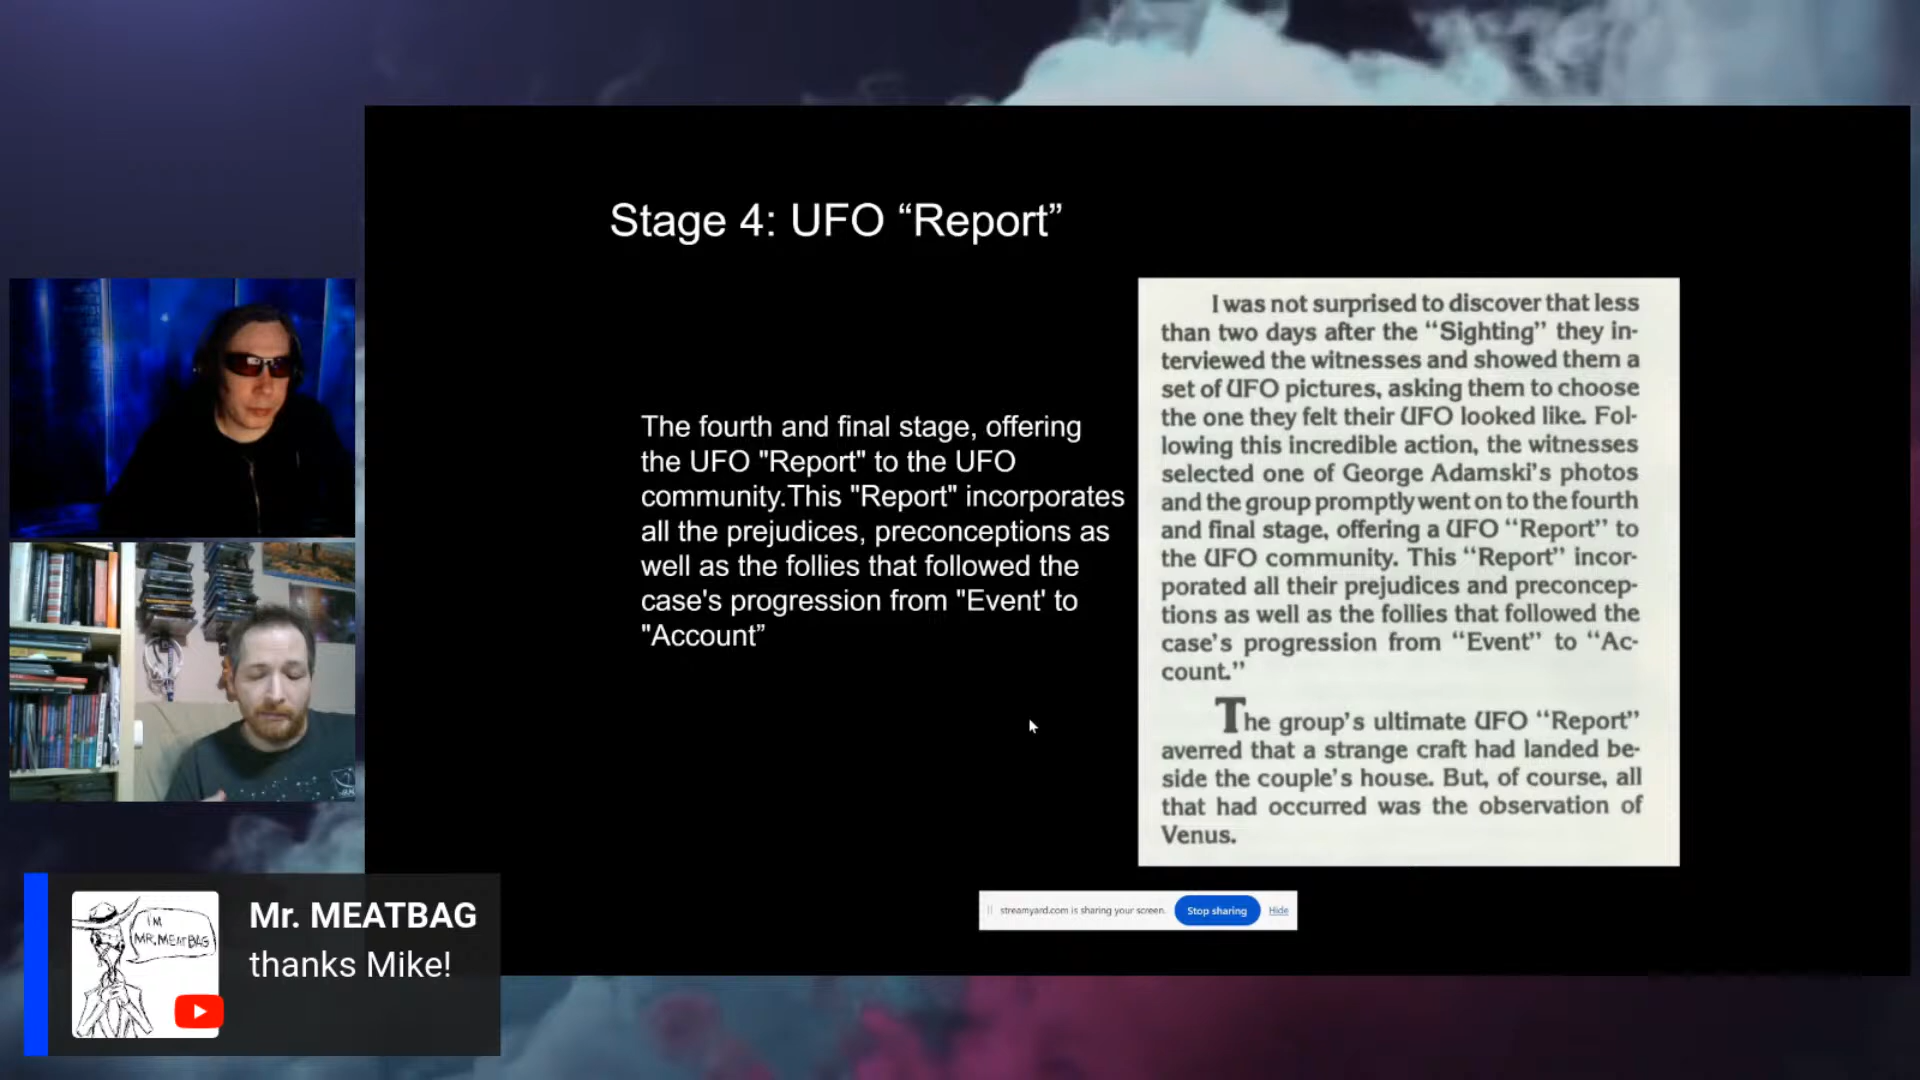 Stage 4: UFO “Report”
The fourth and final stage, offering
the UFO "Report" to the UFO
community.This "Report" incorporates
all the prejudices, preconceptions as
well as the follies that followed the
case's progression from "Event' to
"Account”
I was not surprised to discover that less
than two days after the “Sighting” they in-
terviewed the witnesses and showed them a
set of UFO pictures, asking them to choose
the one they felt their UFO looked like. Fol-
lowing this incredible action, the witnesses
selected one of George Adamski's photos
and the group promptly went on to the fourth
and final stage, offering a UFO “Report” to
the UFO community. This “Report” incor-
porated all their prejudices and preconcep-
tions as well as the follies that followed the
case's progression from “Event” to “Ac-
count.”
The group's ultimate UFO “Report”
averred that a strange craft had landed be-
side the couple's house. But, of course, all
that had occurred was the observation of
Venus.
streamyard.com is sharing your screen.
Stop sharing
Hide
I'M
MR.MEATBAG
Mr. MEATBAG
thanks Mike!